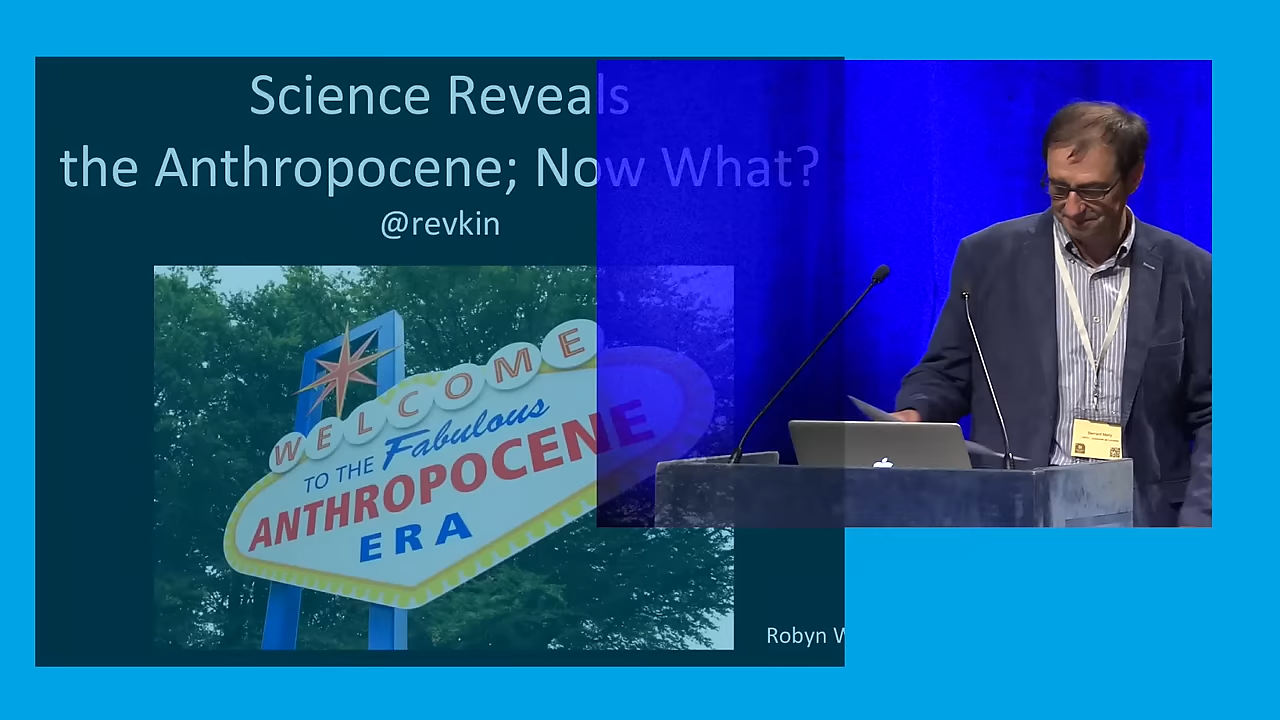 Science Reveals
the Anthropocene; Now What?
@revkin
WELCOME
TO THE Fabulous
ANTHROPOCENE
ERA
Robyn